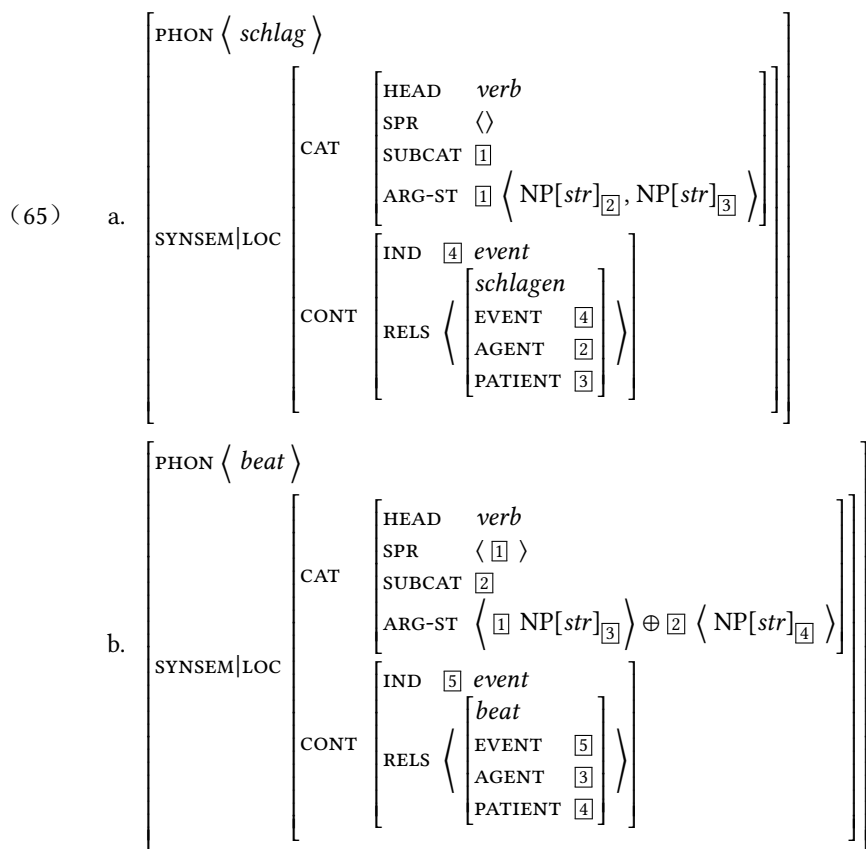 PHON ⟨ schlag ⟩
HEAD verb
SPR ⟨⟩
CAT
SUBCAT 1
ARG-ST 1 ⟨ NP[str]2 , NP[str]3 ⟩
(65) a.
SYNSEM|LOC
IND 4 event
schlagen
EVENT 4
CONT
RELS ⟨
AGENT 2
⟩
PATIENT 3
PHON ⟨ beat ⟩
HEAD verb
SPR ⟨ 1 ⟩
CAT
SUBCAT 2
ARG-ST ⟨ 1 NP[str]3 ⟩ ⊕ 2 ⟨ NP[str]4 ⟩
b.
SYNSEM|LOC
IND 5 event
beat
EVENT 5
CONT
RELS ⟨
AGENT 3
⟩
PATIENT 4